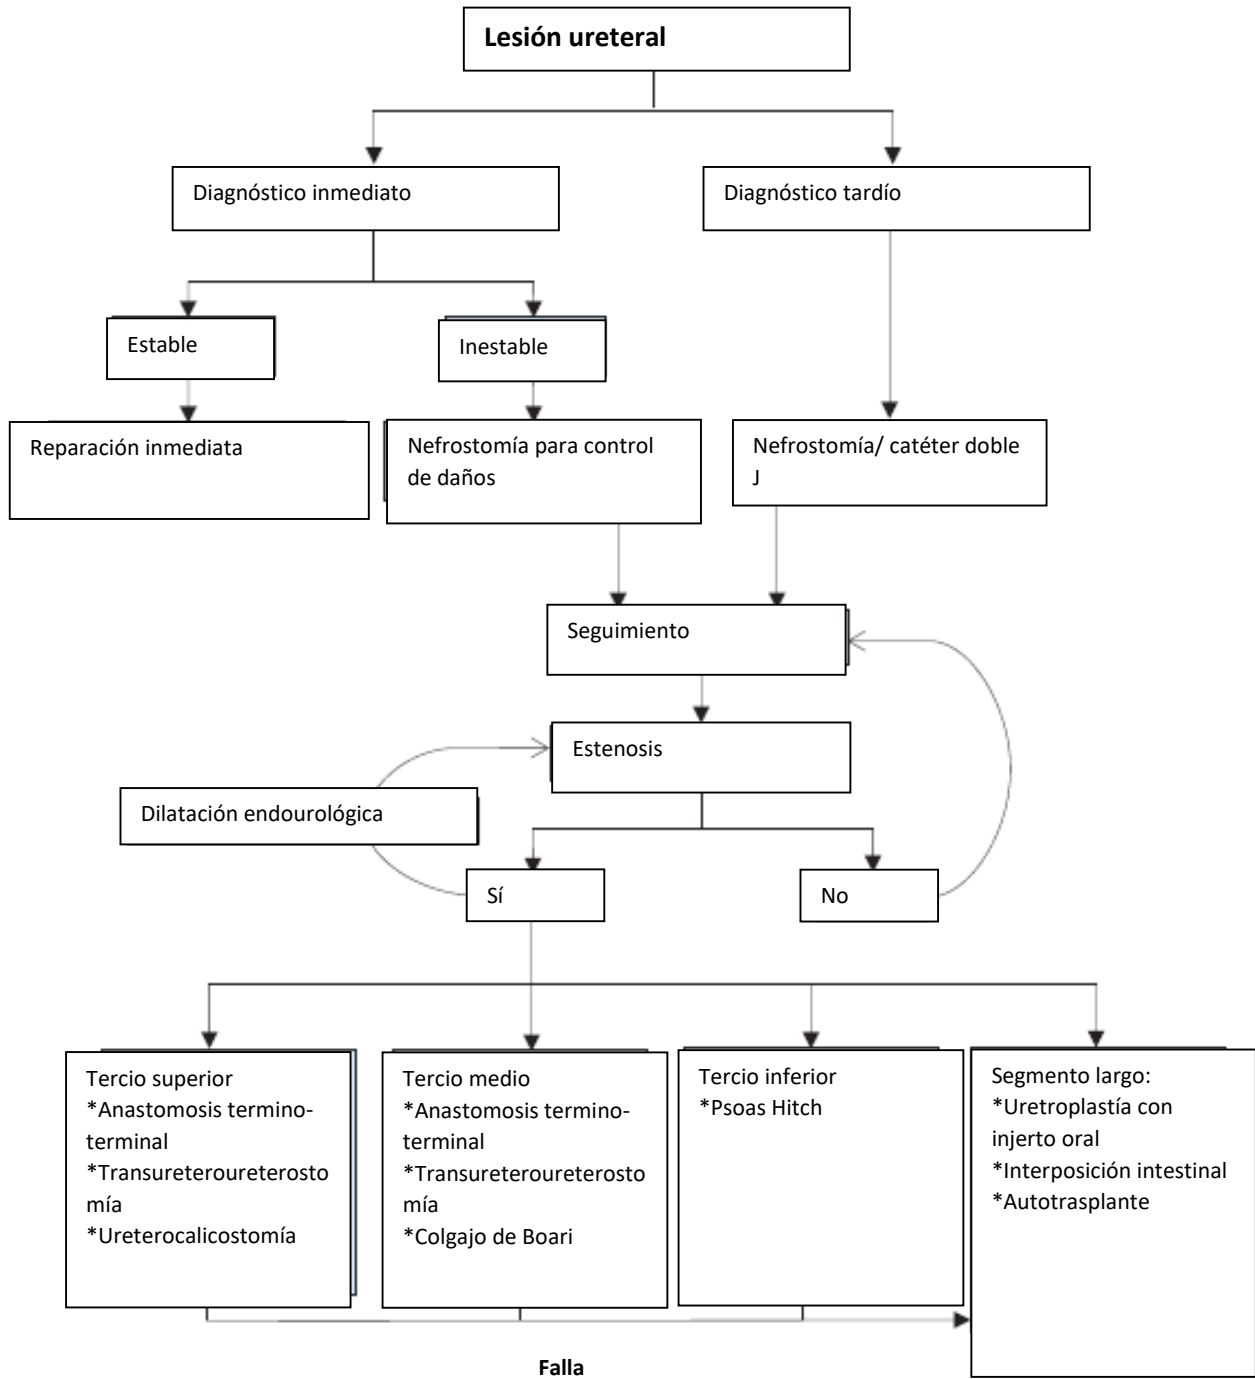 Lesión ureteral
Diagnóstico inmediato
Diagnóstico tardío
Estable
Inestable
Reparación inmediata
Nefrostomía para control
de daños
Nefrostomía/ catéter doble
J
Seguimiento
Estenosis
Dilatación endourológica
Sí
No
Tercio superior
*Anastomosis termino-
terminal
*Transureteroureterosto
mía
*Ureterocalicostomía
Tercio medio
*Anastomosis termino-
terminal
*Transureteroureterosto
mía
*Colgajo de Boari
Tercio inferior
*Psoas Hitch
Segmento largo:
*Uretroplastía con
injerto oral
*Interposición intestinal
*Autotrasplante
Falla